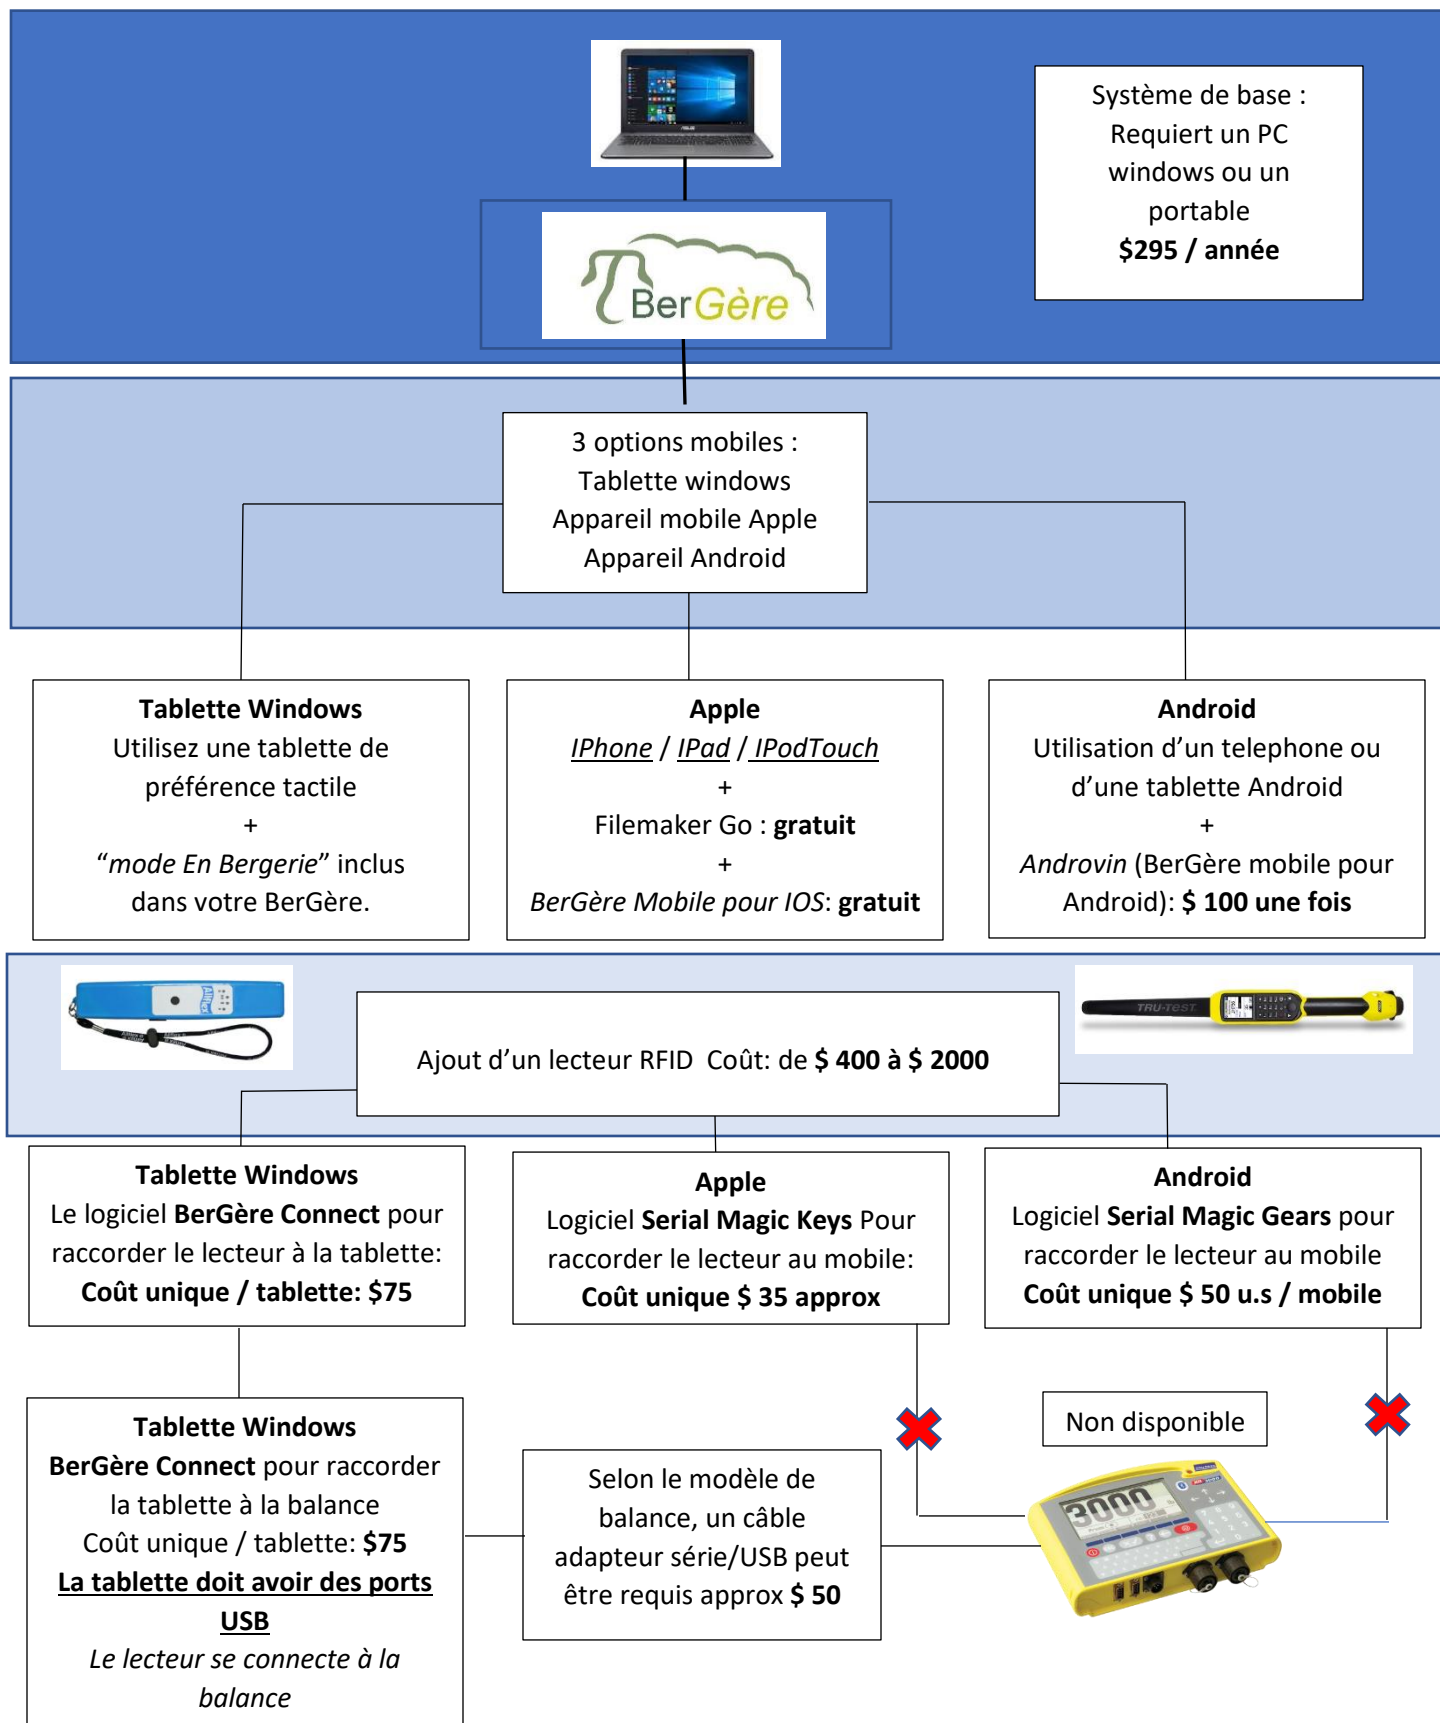 Système de base :
Requiert un PC
windows ou un
portable
$295 / année
BerGère
3 options mobiles :
Tablette windows
Appareil mobile Apple
Appareil Android
Tablette Windows
Utilisez une tablette de
préférence tactile
+
“mode En Bergerie” inclus
dans votre BerGère.
Apple
IPhone / IPad / IPodTouch
+
Filemaker Go : gratuit
+
BerGère Mobile pour IOS: gratuit
Android
Utilisation d’un telephone ou
d’une tablette Android
+
Androvin (BerGère mobile pour
Android): $ 100 une fois
TRU-TEST
Ajout d’un lecteur RFID  Coût: de $ 400 à $ 2000
Tablette Windows
Le logiciel BerGère Connect pour
raccorder le lecteur à la tablette:
Coût unique / tablette: $75
Apple
Logiciel Serial Magic Keys Pour
raccorder le lecteur au mobile:
Coût unique $ 35 approx
Android
Logiciel Serial Magic Gears pour
raccorder le lecteur au mobile
Coût unique $ 50 u.s / mobile
Tablette Windows
BerGère Connect pour raccorder
la tablette à la balance
Coût unique / tablette: $75
La tablette doit avoir des ports
USB
Le lecteur se connecte à la
balance
Selon le modèle de
balance, un câble
adapteur série/USB peut
être requis approx $ 50
Non disponible
3000